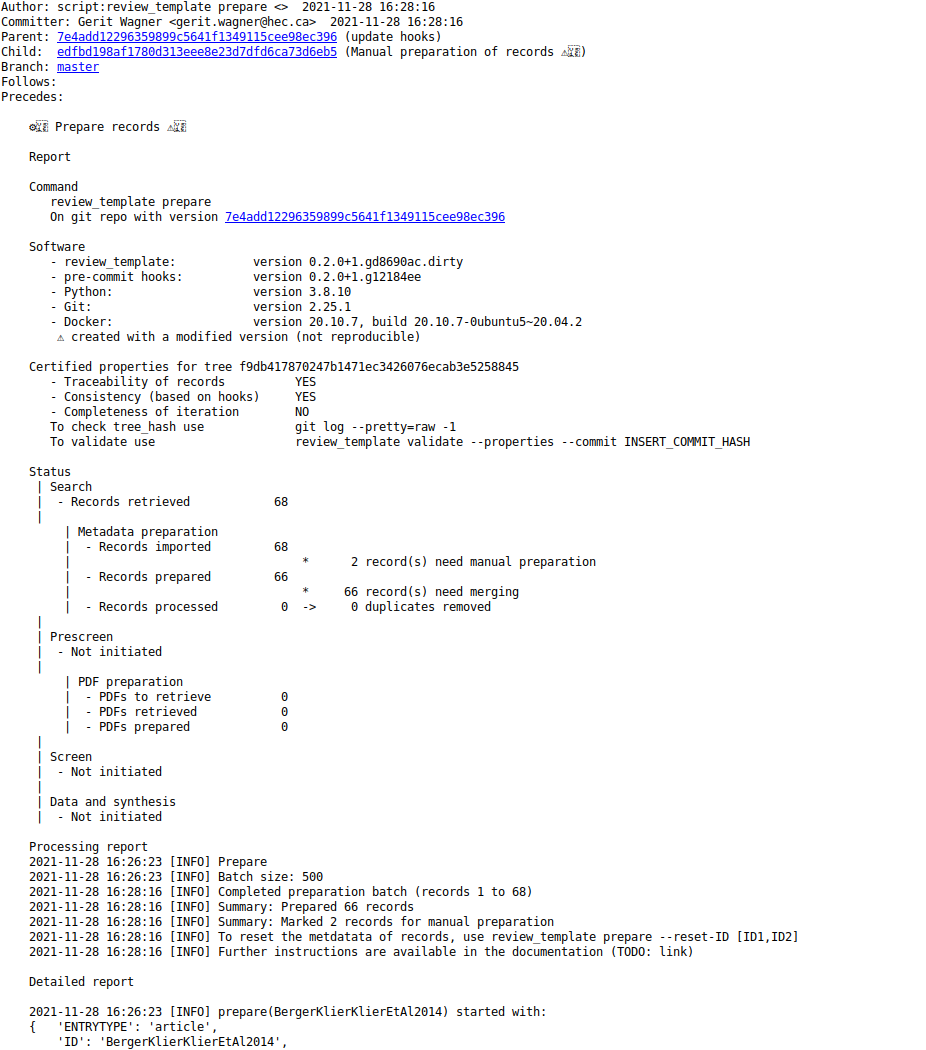 Author: script:review_template prepare <>  2021-11-28 16:28:16
Committer: Gerit Wagner <gerit.wagner@hec.ca>  2021-11-28 16:28:16
Parent: 7e4add12296359899c5641f1349115cee98ec396 (update hooks)
Child:  edfbd198af1780d313eee8e23d7dfd6ca73d6eb5 (Manual preparation of records ⚠️)
Branch: master
Follows:
Precedes:
⚙️ Prepare records ⚠️
Report
Command
review_template prepare
On git repo with version 7e4add12296359899c5641f1349115cee98ec396
Software
- review_template:           version 0.2.0+1.gd8690ac.dirty
- pre-commit hooks:          version 0.2.0+1.g12184ee
- Python:                    version 3.8.10
- Git:                       version 2.25.1
- Docker:                    version 20.10.7, build 20.10.7-0ubuntu5~20.04.2
⚠ created with a modified version (not reproducible)
Certified properties for tree f9db417870247b1471ec3426076ecab3e5258845
- Traceability of records          YES
- Consistency (based on hooks)     YES
- Completeness of iteration        NO
To check tree_hash use             git log --pretty=raw -1
To validate use                    review_template validate --properties --commit INSERT_COMMIT_HASH
Status
| Search
|  - Records retrieved           68
|
| Metadata preparation
|  - Records imported         68
|                                 *      2 record(s) need manual preparation
|  - Records prepared         66
|                                 *     66 record(s) need merging
|  - Records processed         0  ->     0 duplicates removed
|
| Prescreen
|  - Not initiated
|
| PDF preparation
|  - PDFs to retrieve          0
|  - PDFs retrieved            0
|  - PDFs prepared             0
|
| Screen
|  - Not initiated
|
| Data and synthesis
|  - Not initiated
Processing report
2021-11-28 16:26:23 [INFO] Prepare
2021-11-28 16:26:23 [INFO] Batch size: 500
2021-11-28 16:28:16 [INFO] Completed preparation batch (records 1 to 68)
2021-11-28 16:28:16 [INFO] Summary: Prepared 66 records
2021-11-28 16:28:16 [INFO] Summary: Marked 2 records for manual preparation
2021-11-28 16:28:16 [INFO] To reset the metdatata of records, use review_template prepare --reset-ID [ID1,ID2]
2021-11-28 16:28:16 [INFO] Further instructions are available in the documentation (TODO: link)
Detailed report
2021-11-28 16:26:23 [INFO] prepare(BergerKlierKlierEtAl2014) started with:
{   'ENTRYTYPE': 'article',
'ID': 'BergerKlierKlierEtAl2014',